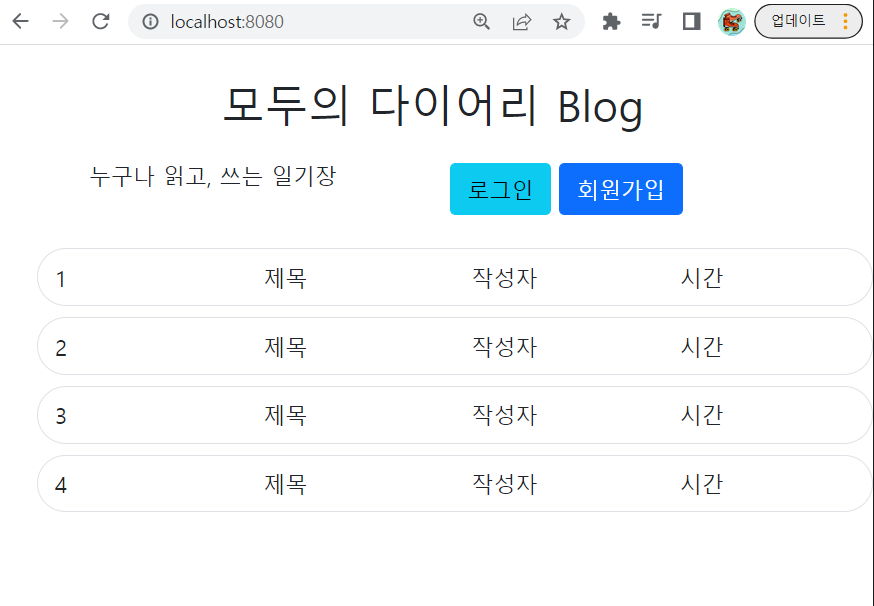 localhost:8080 업데이트
모두의 다이어리 Blog
누구나 읽고, 쓰는 일기장 로그인 회원가입
1 제목 작성자 시간
2 제목 작성자 시간
3 제목 작성자 시간
4 제목 작성자 시간